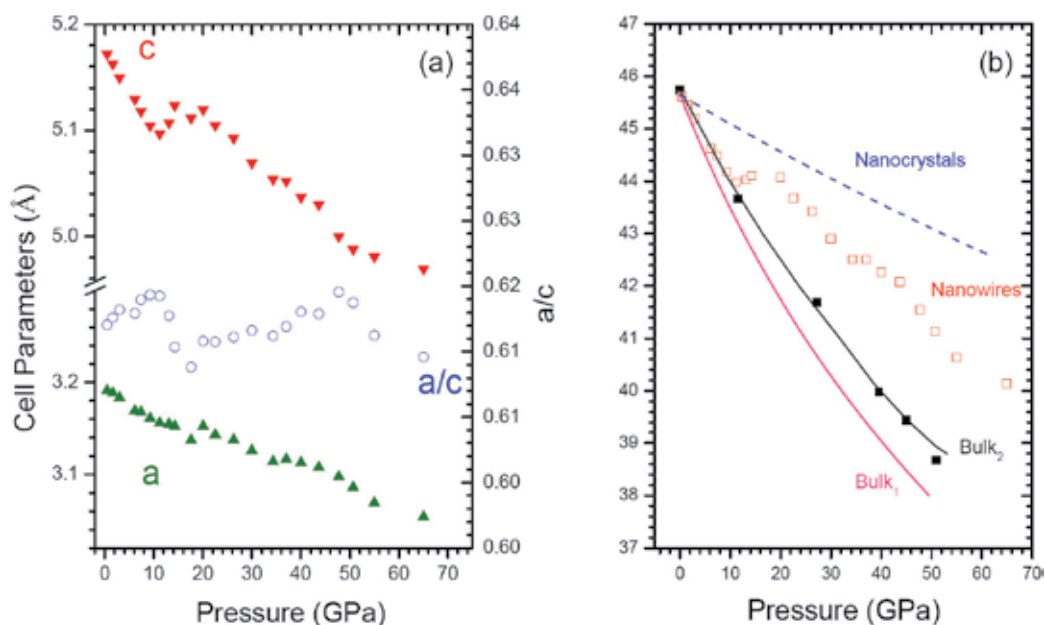 5.2
5.1
5.0
3.2
3.1
Cell Parameters (Å)
0 10 20 30 40 50 60 70
Pressure (GPa)
c
(a)
a/c
a
0.64
0.64
0.63
0.63
0.62
0.61
0.61
0.60
0.60
a/c
47
46
45
44
43
42
41
40
39
38
37
(b)
Nanocrystals
Nanowires
Bulk₂
Bulk₁
0 10 20 30 40 50 60 70
Pressure (GPa)